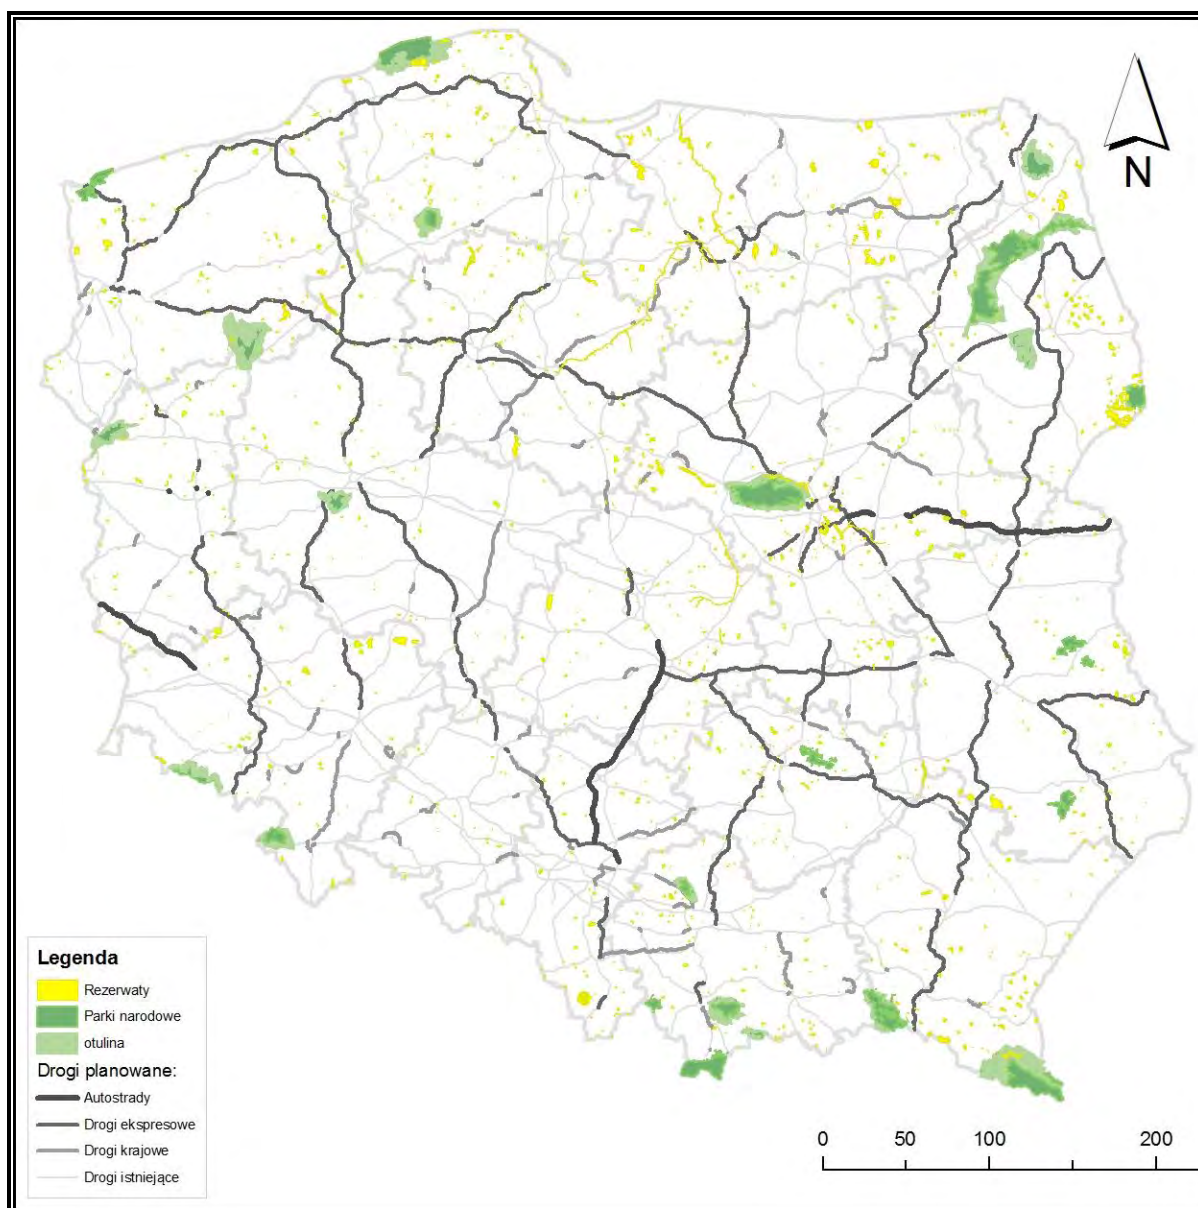 N
Legenda
Rezerwaty
Parki narodowe
otulina
Drogi planowane:
Autostrady
Drogi ekspresowe
Drogi krajowe
Drogi istniejące
0 50 100 200